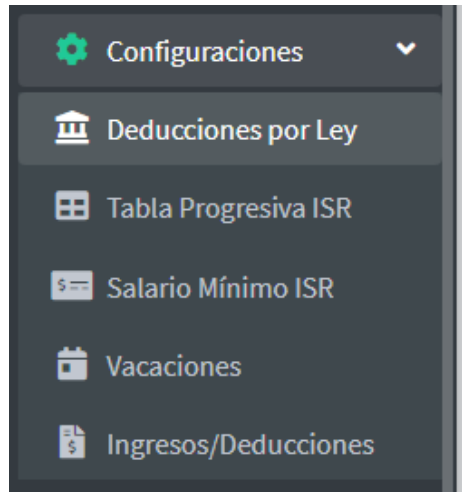 Configuraciones
Deducciones por Ley
Tabla Progresiva ISR
Salario Mínimo ISR
Vacaciones
Ingresos/Deducciones